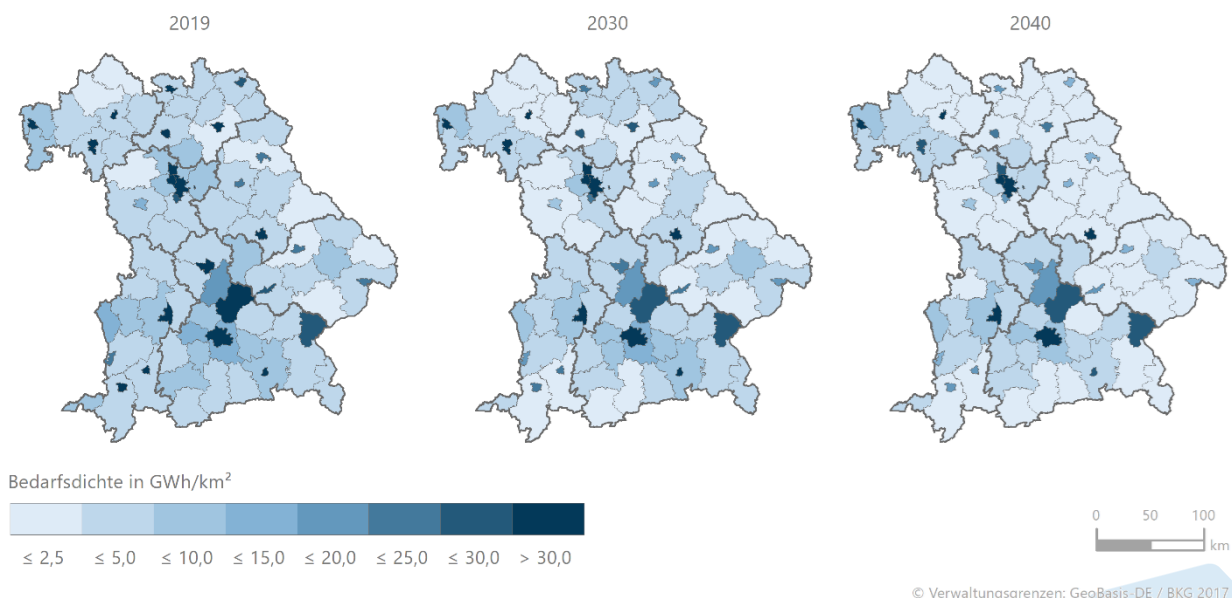 2019 2030 2040
Bedarfsdichte in GWh/km²
≤ 2,5 ≤ 5,0 ≤ 10,0 ≤ 15,0 ≤ 20,0 ≤ 25,0 ≤ 30,0 > 30,0
0 50 100
km
© Verwaltungsgrenzen: GeoBasis-DE / BKG 2017